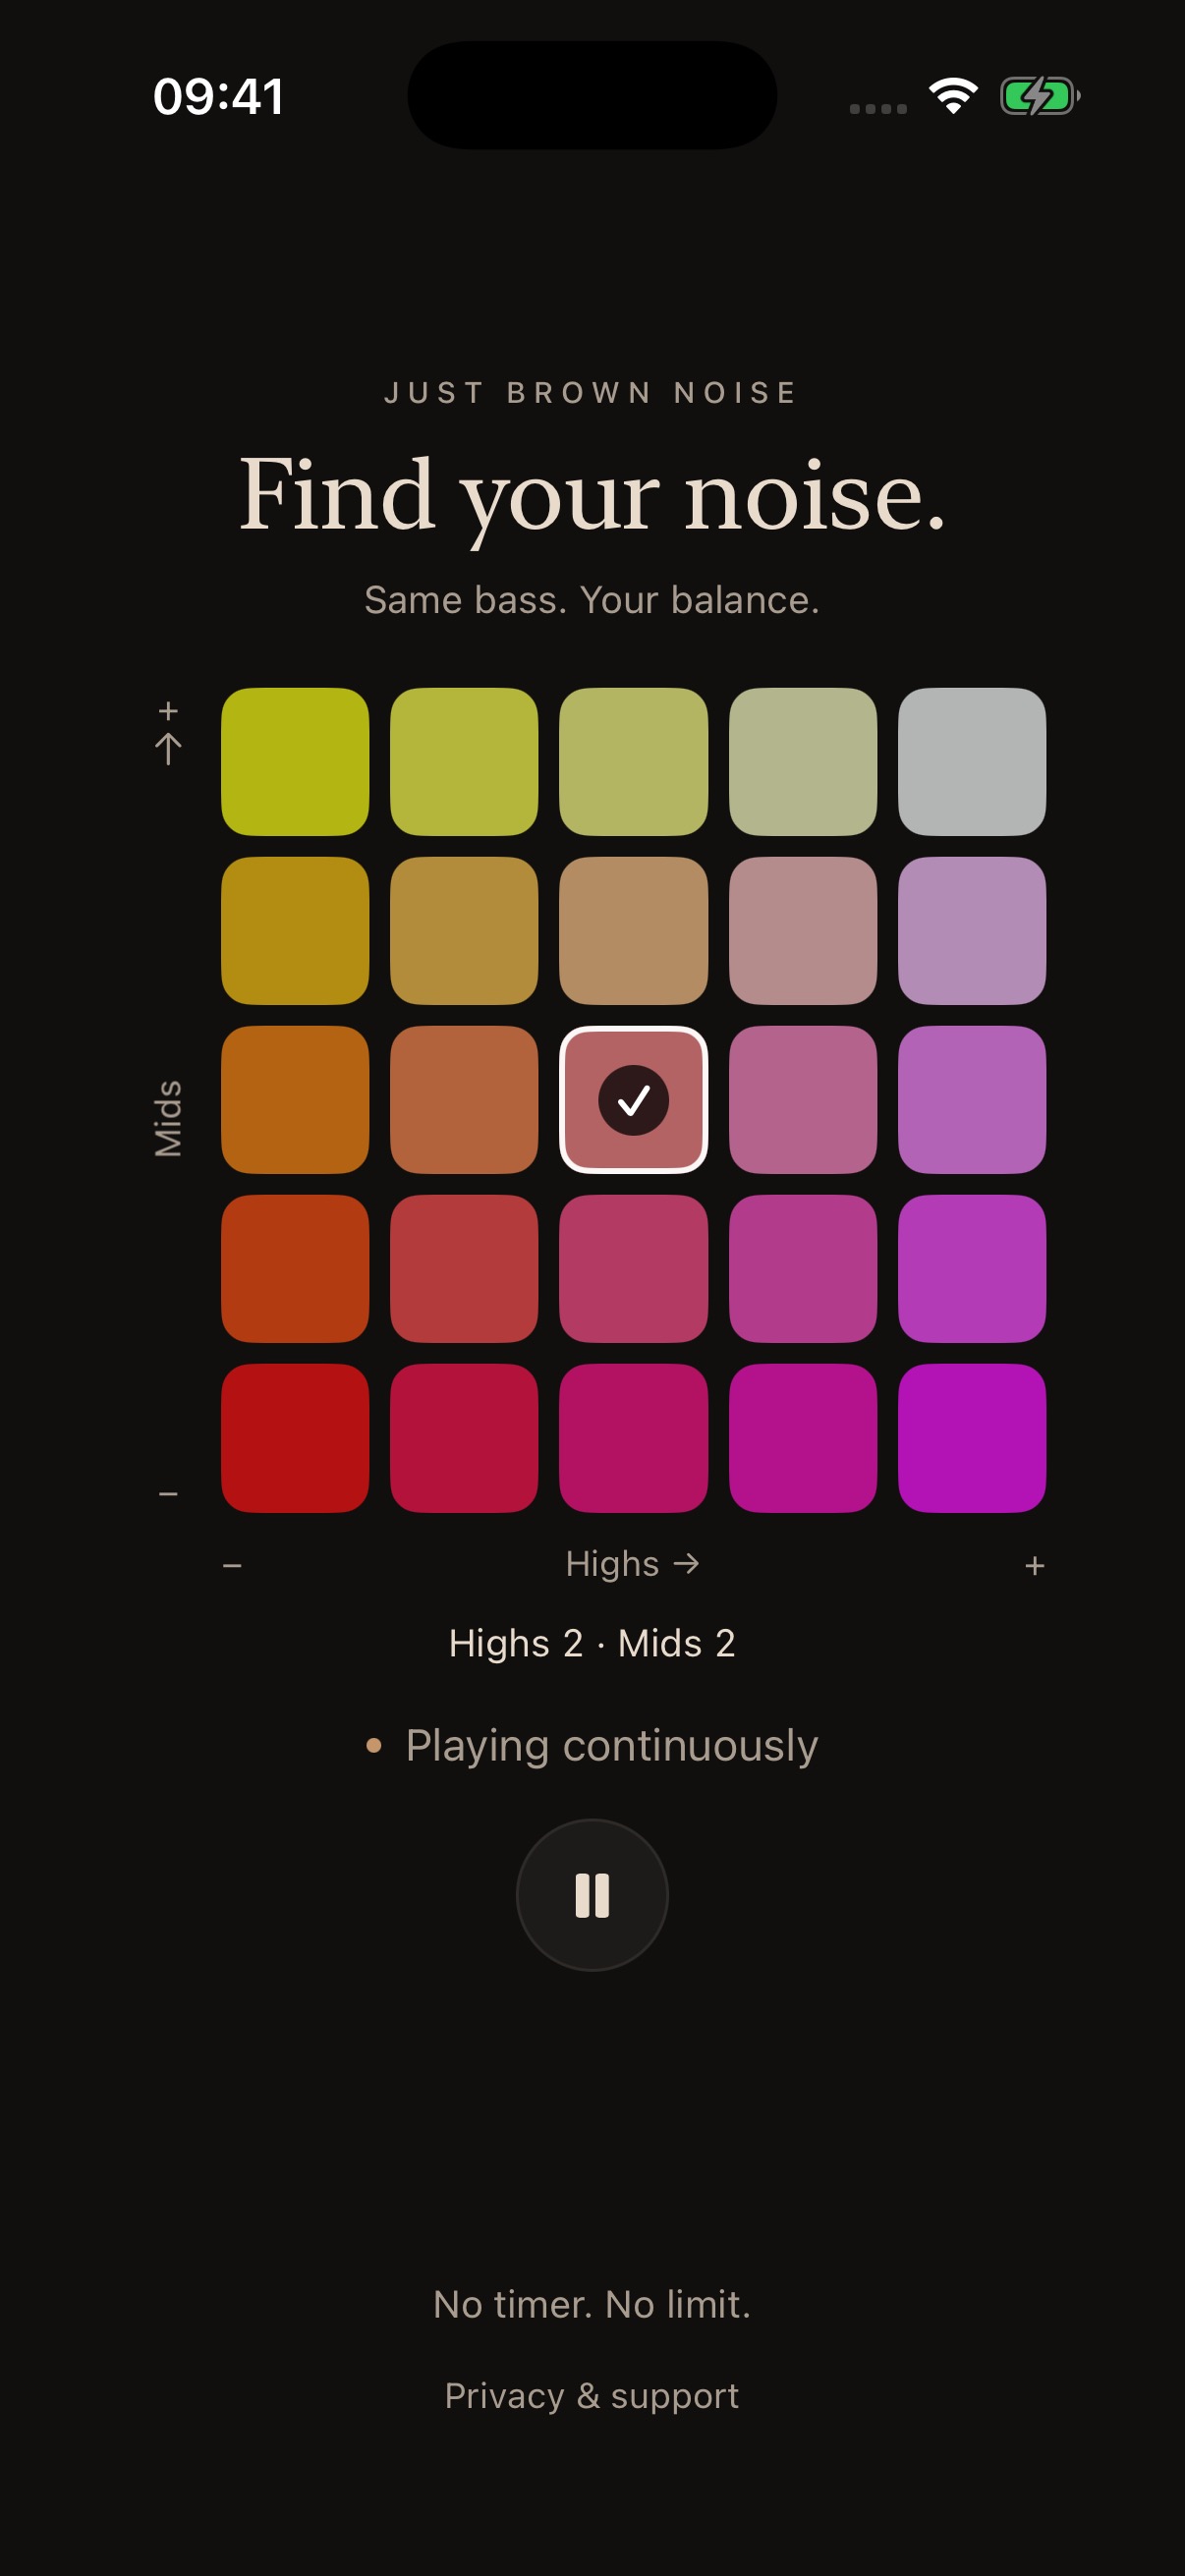 09:41
JUST BROWN NOISE
Find your noise.
Same bass. Your balance.
+
↑
Mids
−
− Highs → +
Highs 2 · Mids 2
• Playing continuously
No timer. No limit.
Privacy & support